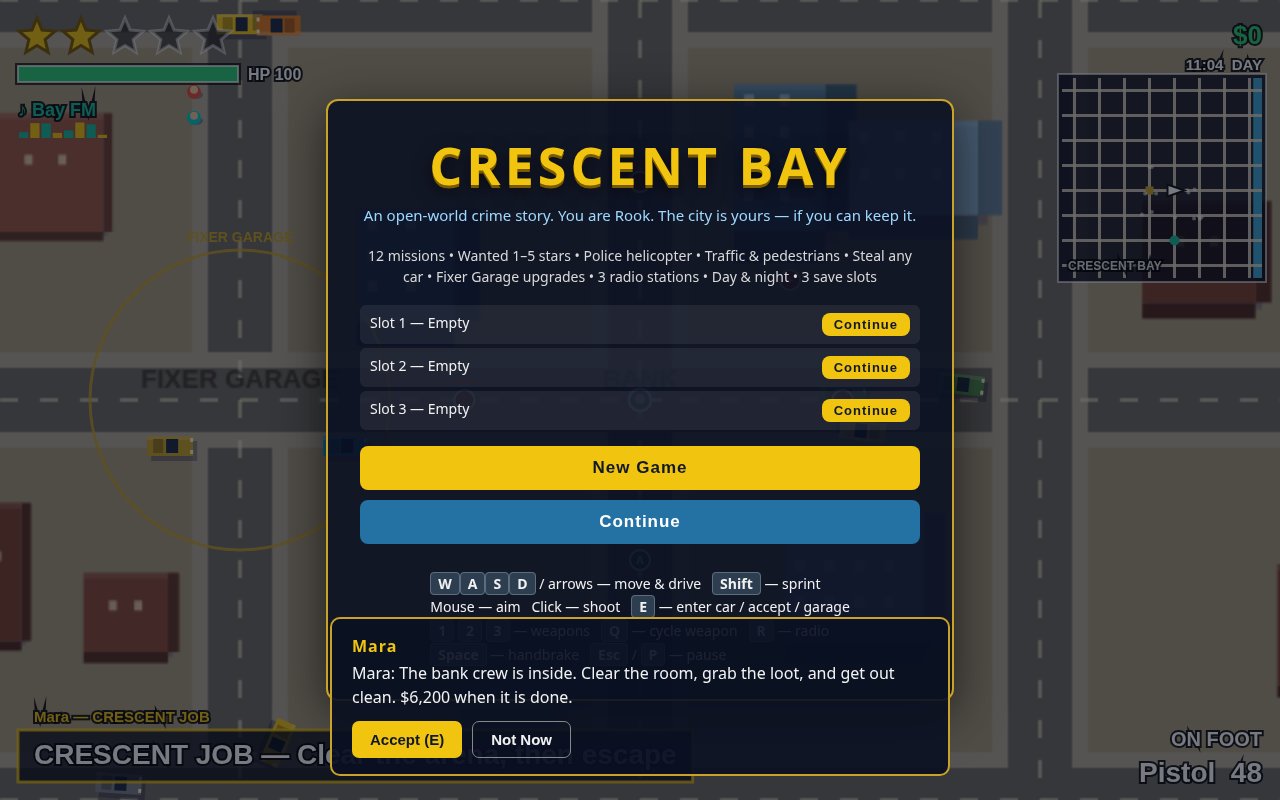 $0
HP 100
11:04 DAY
♪ Bay FM
CRESCENT BAY
An open-world crime story. You are Rook. The city is yours — if you can keep it.
12 missions • Wanted 1–5 stars • Police helicopter • Traffic & pedestrians • Steal any
car • Fixer Garage upgrades • 3 radio stations • Day & night • 3 save slots
FIXER GARAGE
CRESCENT BAY
Slot 1 — Empty Continue
Slot 2 — Empty Continue
Slot 3 — Empty Continue
FIXER GARAGE
BANK
New Game
Continue
W A S D / arrows — move & drive Shift — sprint
Mouse — aim Click — shoot E — enter car / accept / garage
1 2 3 — weapons Q — cycle weapon R — radio
Space — handbrake Esc / P — pause
Mara
Mara: The bank crew is inside. Clear the room, grab the loot, and get out
clean. $6,200 when it is done.
Accept (E) Not Now
Mara — CRESCENT JOB
CRESCENT JOB — Clear the arena, then escape
ON FOOT
Pistol 48